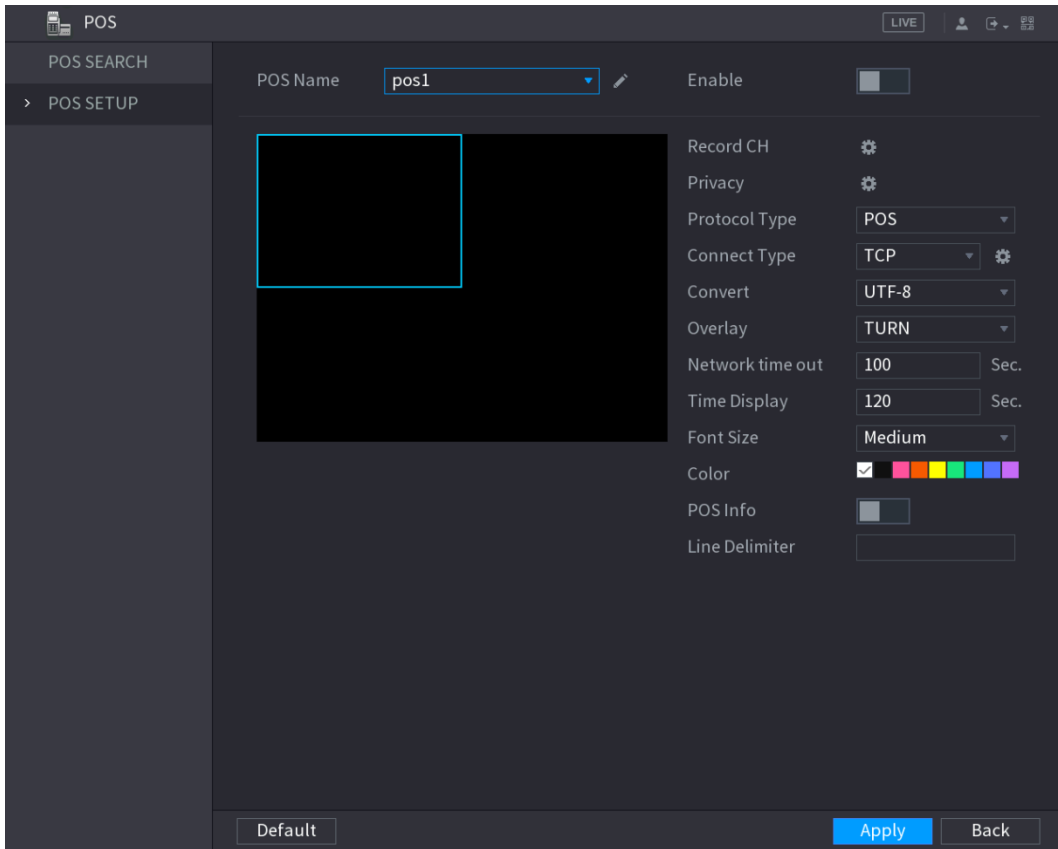 POS
LIVE
POS SEARCH
POS SETUP
POS Name pos1
Enable
Record CH
Privacy
Protocol Type POS
Connect Type TCP
Convert UTF-8
Overlay TURN
Network time out 100 Sec.
Time Display 120 Sec.
Font Size Medium
Color
POS Info
Line Delimiter
Default
Apply
Back